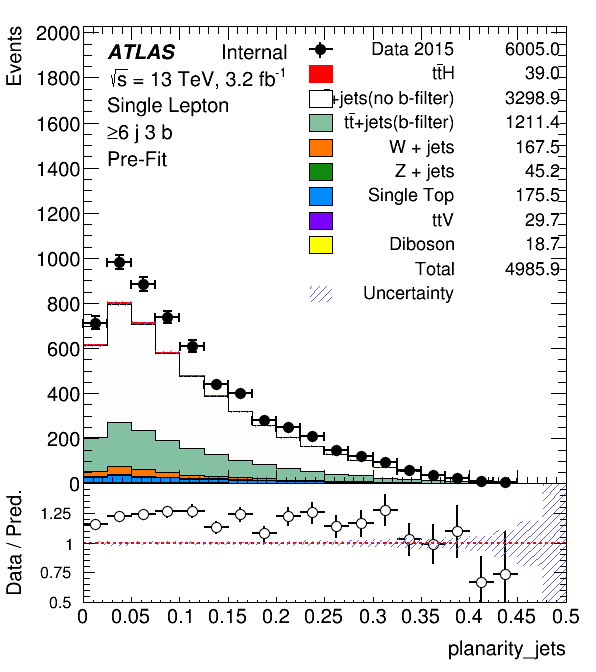 Events
2000
1800
1600
1400
1200
1000
800
600
400
200
0
ATLAS Internal
√s = 13 TeV, 3.2 fb-1
Single Lepton
≥6 j 3 b
Pre-Fit
Data 2015 6005.0
tt̄H 39.0
+jets(no b-filter) 3298.9
tt̄+jets(b-filter) 1211.4
W + jets 167.5
Z + jets 45.2
Single Top 175.5
ttV 29.7
Diboson 18.7
Total 4985.9
Uncertainty
Data / Pred.
1.25
1
0.75
0.5
0 0.05 0.1 0.15 0.2 0.25 0.3 0.35 0.4 0.45 0.5
planarity_jets